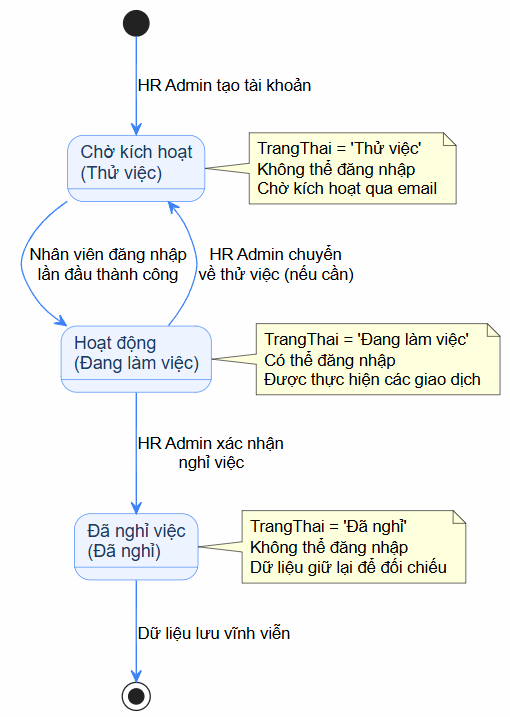 HR Admin tạo tài khoản
Chờ kích hoạt
(Thử việc)
TrangThai = 'Thử việc'
Không thể đăng nhập
Chờ kích hoạt qua email
Nhân viên đăng nhập
lần đầu thành công
HR Admin chuyển
về thử việc (nếu cần)
Hoạt động
(Đang làm việc)
TrangThai = 'Đang làm việc'
Có thể đăng nhập
Được thực hiện các giao dịch
HR Admin xác nhận
nghỉ việc
Đã nghỉ việc
(Đã nghỉ)
TrangThai = 'Đã nghỉ'
Không thể đăng nhập
Dữ liệu giữ lại để đối chiếu
Dữ liệu lưu vĩnh viễn